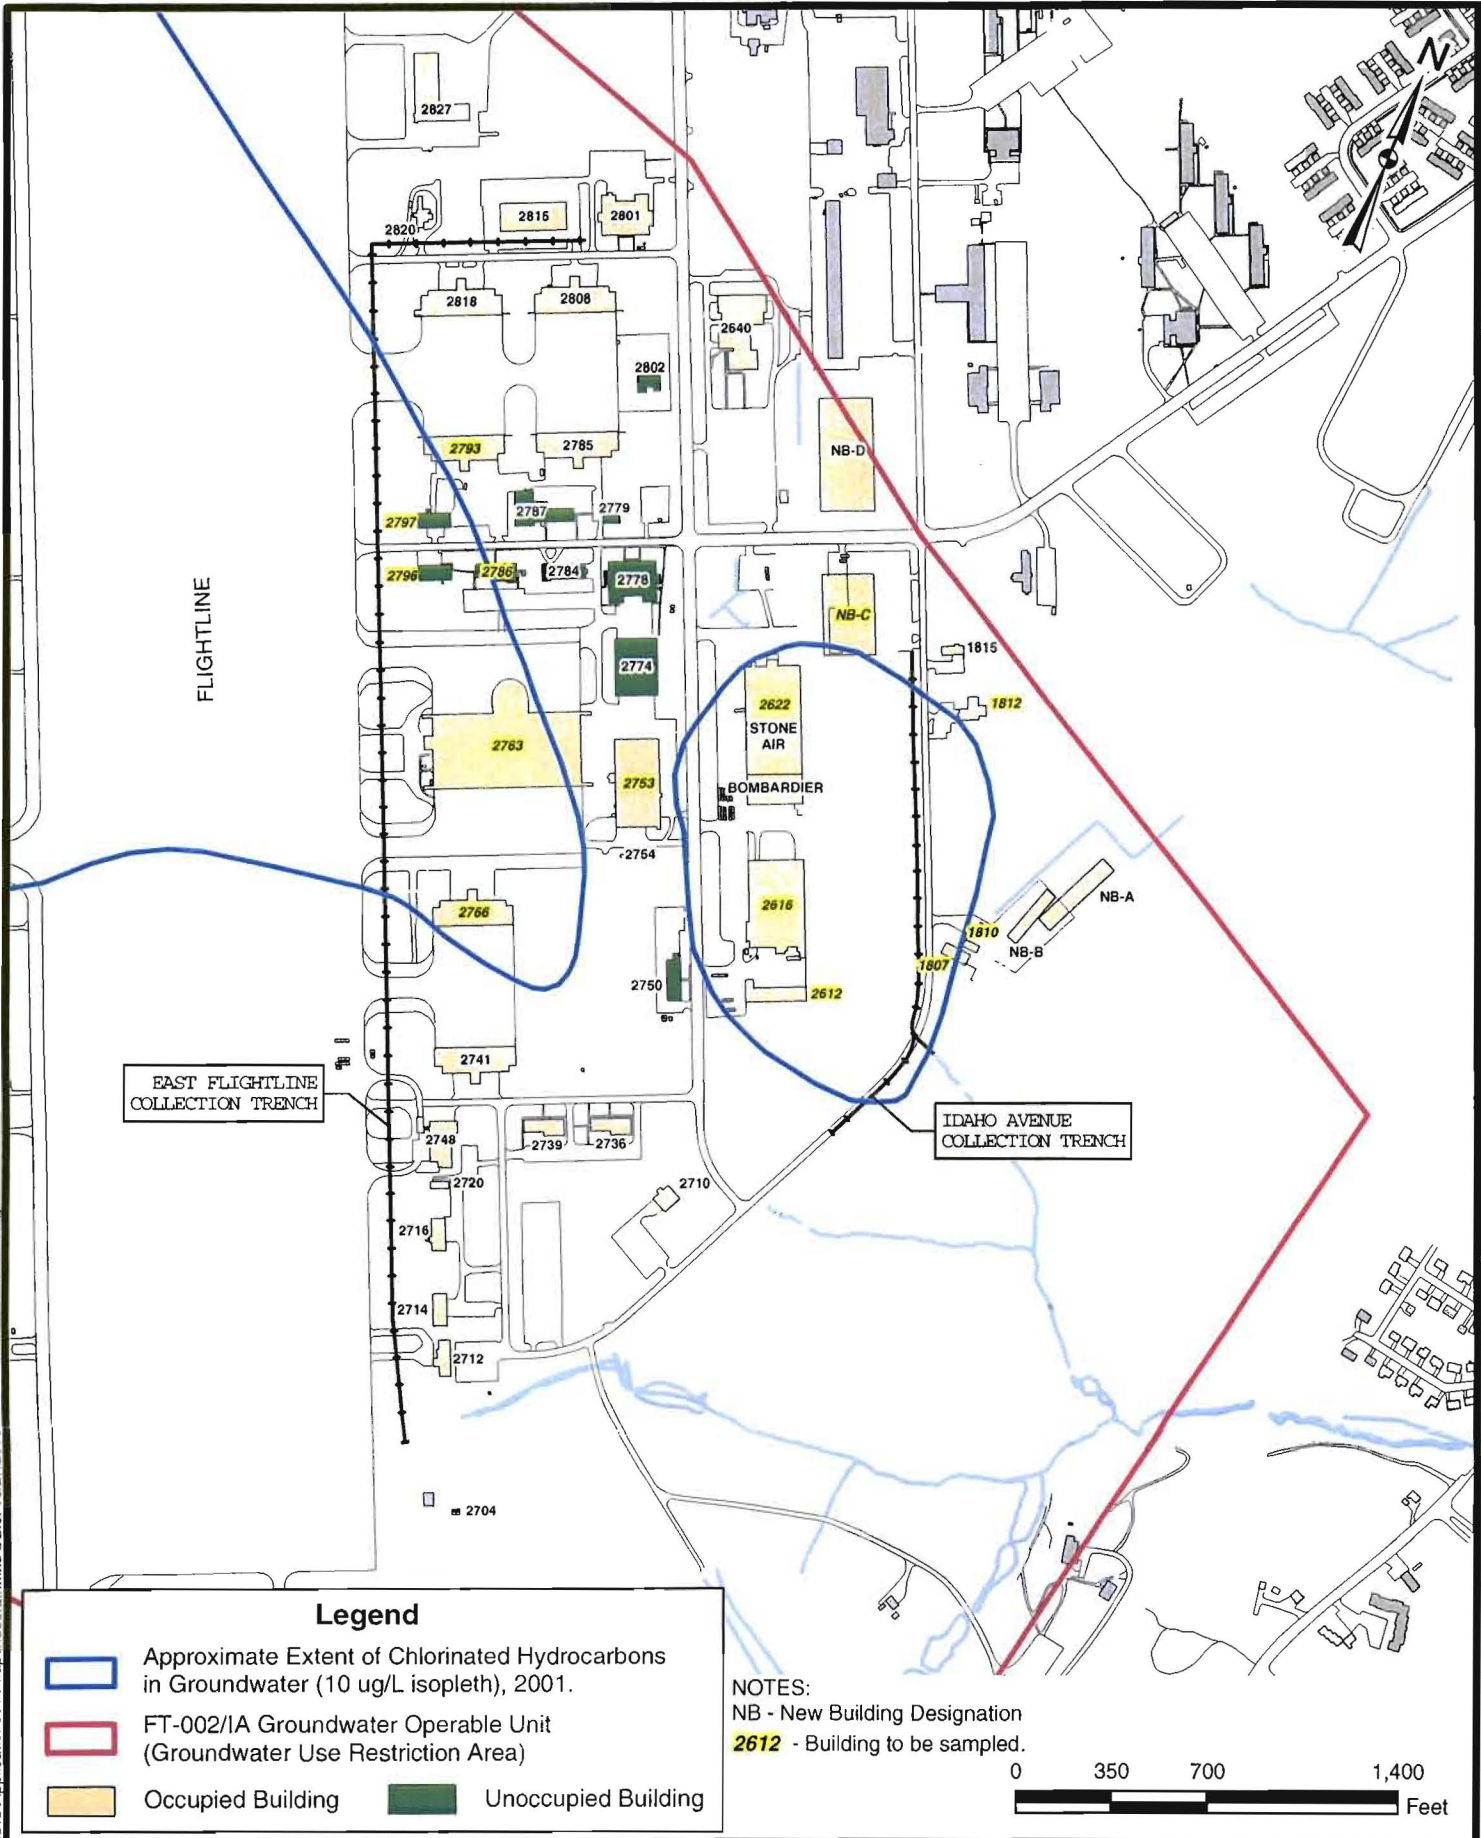 N
2827
2815
2801
2820
2818
2808
2640
2802
2793
2785
NB-D
2797
2787
2779
2796
2786
2784
2778
NB-C
FLIGHTLINE
2774
1815
2622
1812
STONE
AIR
2763
2753
BOMBARDIER
2754
2766
2616
NB-A
1810
NB-B
1807
2750
2612
2741
EAST FLIGHTLINE
COLLECTION TRENCH
IDAHO AVENUE
COLLECTION TRENCH
2748
2739
2736
2720
2710
2716
2714
2712
2704
Legend
Approximate Extent of Chlorinated Hydrocarbons
in Groundwater (10 ug/L isopleth), 2001.
FT-002/IA Groundwater Operable Unit
(Groundwater Use Restriction Area)
Occupied Building
Unoccupied Building
NOTES:
NB - New Building Designation
2612 - Building to be sampled.
0 350 700 1,400
Feet